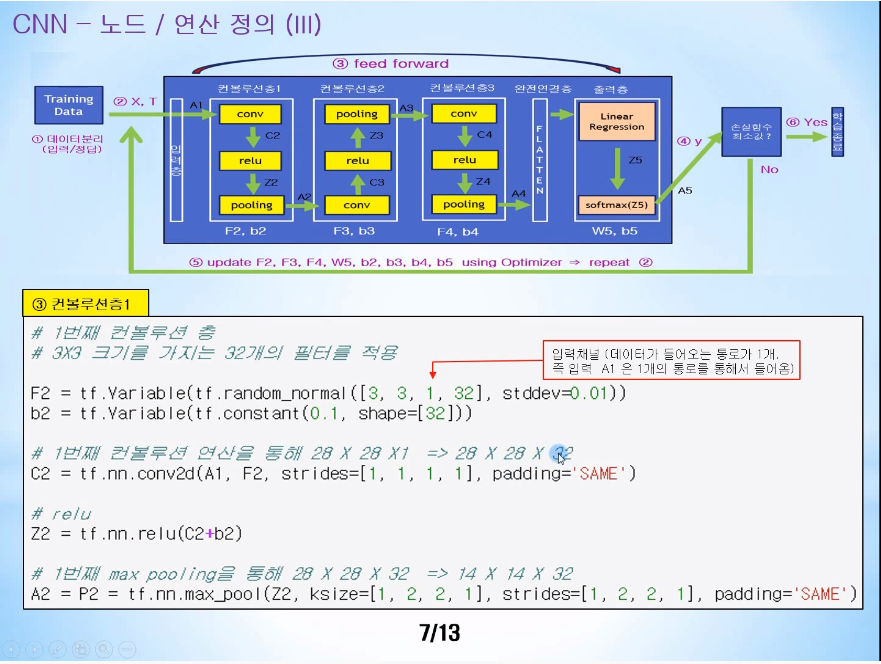 CNN – 노드 / 연산 정의 (III)
③ feed forward
Training
Data
① 데이터분리
(입력/정답)
② X, T
입력층
A1
컨볼루션층1
conv
C2
relu
Z2
pooling
F2, b2
A2
컨볼루션층2
pooling
Z3
relu
C3
conv
F3, b3
A3
컨볼루션층3
conv
C4
relu
Z4
pooling
F4, b4
A4
완전연결층
FLATTEN
출력층
Linear
Regression
Z5
softmax(Z5)
W5, b5
A5
④ y
손실함수
최소값 ?
⑥ Yes
학습종료
No
⑤ update F2, F3, F4, W5, b2, b3, b4, b5 using Optimizer ⇒ repeat ②
③ 컨볼루션층1
# 1번째 컨볼루션 층
# 3X3 크기를 가지는 32개의 필터를 적용
입력채널 (데이터가 들어오는 통로가 1개.
즉 입력 A1 은 1개의 통로를 통해서 들어옴)
F2 = tf.Variable(tf.random_normal([3, 3, 1, 32], stddev=0.01))
b2 = tf.Variable(tf.constant(0.1, shape=[32]))
# 1번째 컨볼루션 연산을 통해 28 X 28 X1 => 28 X 28 X 32
C2 = tf.nn.conv2d(A1, F2, strides=[1, 1, 1, 1], padding='SAME')
# relu
Z2 = tf.nn.relu(C2+b2)
# 1번째 max pooling을 통해 28 X 28 X 32 => 14 X 14 X 32
A2 = P2 = tf.nn.max_pool(Z2, ksize=[1, 2, 2, 1], strides=[1, 2, 2, 1], padding='SAME')
7/13